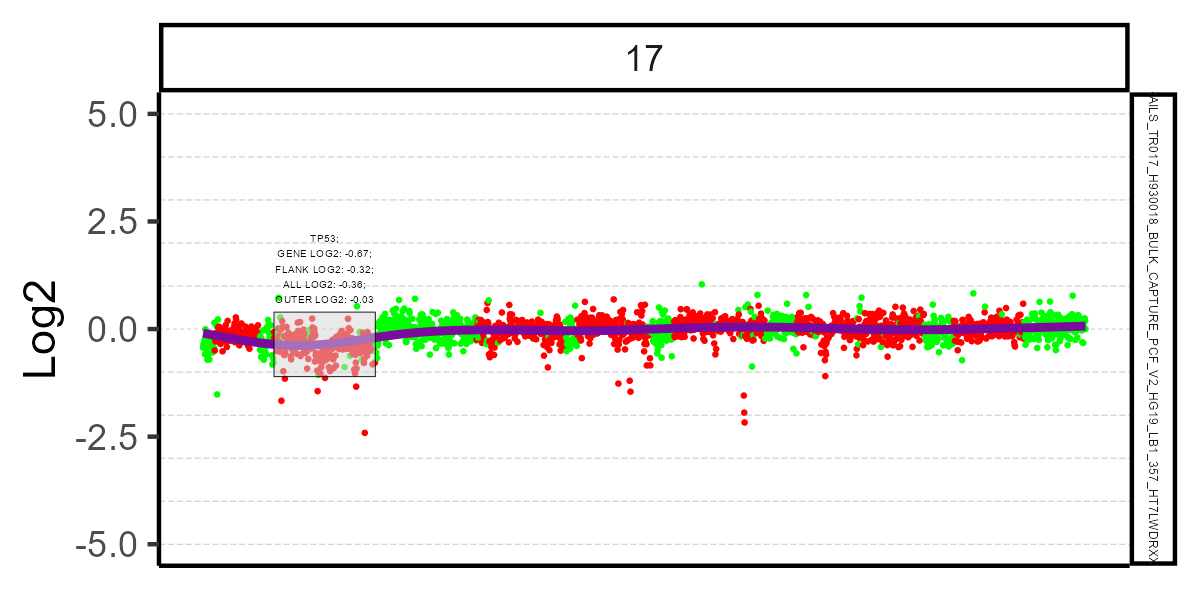 17
5.0
2.5
0.0
-2.5
-5.0
Log2
TP53;
GENE LOG2: -0.67;
FLANK LOG2: -0.32;
ALL LOG2: -0.36;
OUTER LOG2: -0.03
AILS_TR017_H930018_BULK_CAPTURE_PCF_V2_HG19_LB1_357_HT7LWDRXX